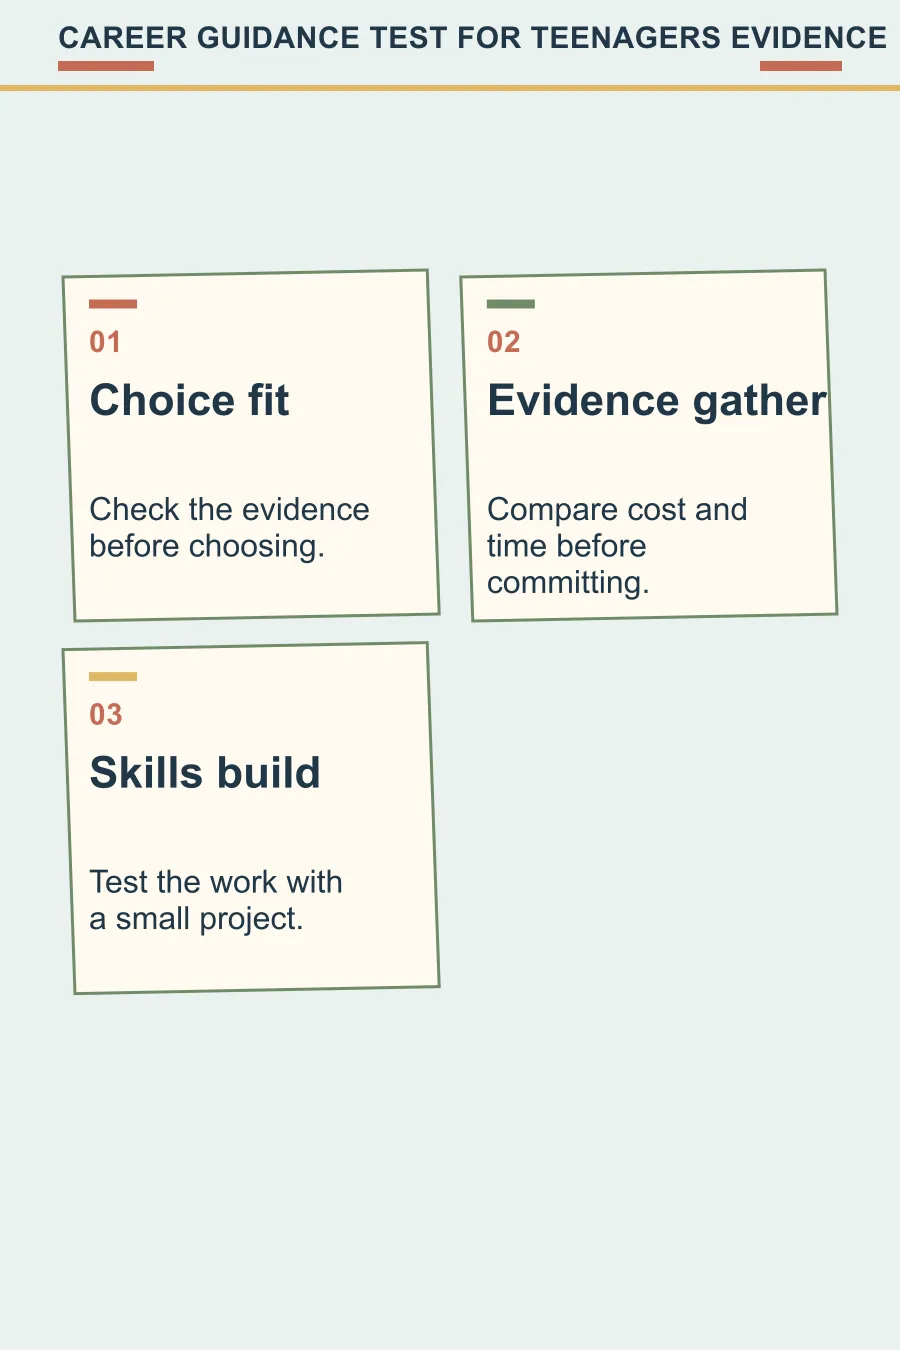 CAREER GUIDANCE TEST FOR TEENAGERS EVIDENCE
01
Choice fit
Check the evidence
before choosing.
02
Evidence gather
Compare cost and
time before
committing.
03
Skills build
Test the work with
a small project.